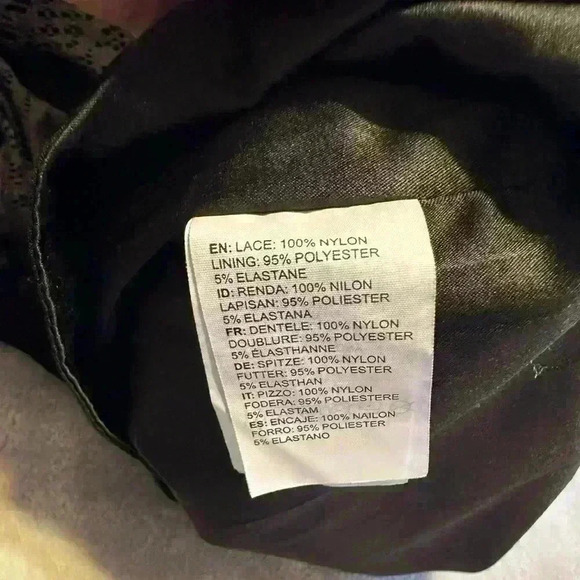 EN: LACE: 100% NYLON
LINING: 95% POLYESTER
5% ELASTANE
ID: RENDA: 100% NILON
LAPISAN: 95% POLIESTER
5% ELASTANA
FR: DENTELE: 100% NYLON
DOUBLURE: 95% POLYESTER
5% ÉLASTHANNE
DE: SPITZE: 100% NYLON
FUTTER: 95% POLYESTER
5% ELASTHAN
IT: PIZZO: 100% NYLON
FODERA: 95% POLIESTERE
5% ELASTAM
ES: ENCAJE: 100% NAILON
FORRO: 95% POLIESTER
5% ELASTANO